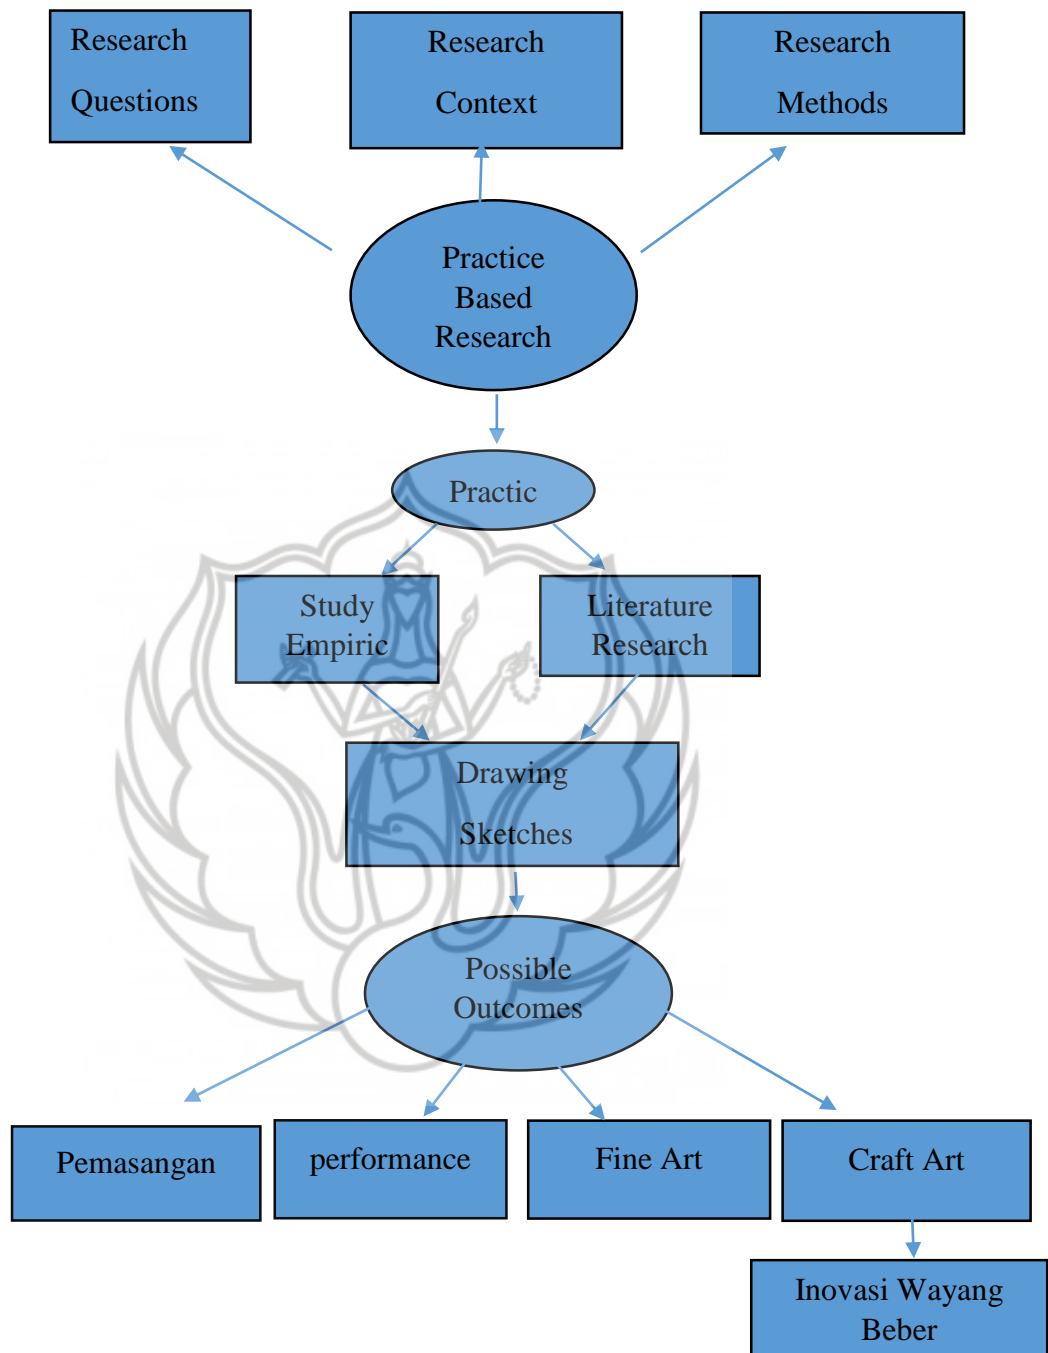 Research
Questions
Research
Context
Research
Methods
Practice
Based
Research
Practic
Study
Empiric
Literature
Research
Drawing
Sketches
Possible
Outcomes
Pemasangan
performance
Fine Art
Craft Art
Inovasi Wayang
Beber